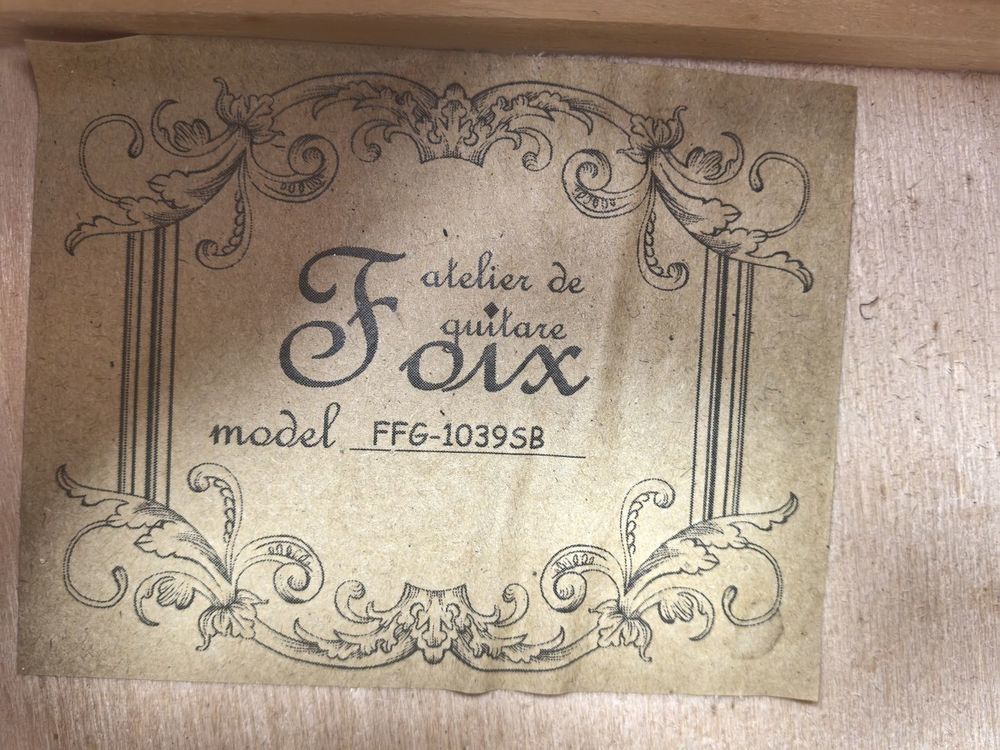 atelier de
guitare
Foix
model FFG-1039SB